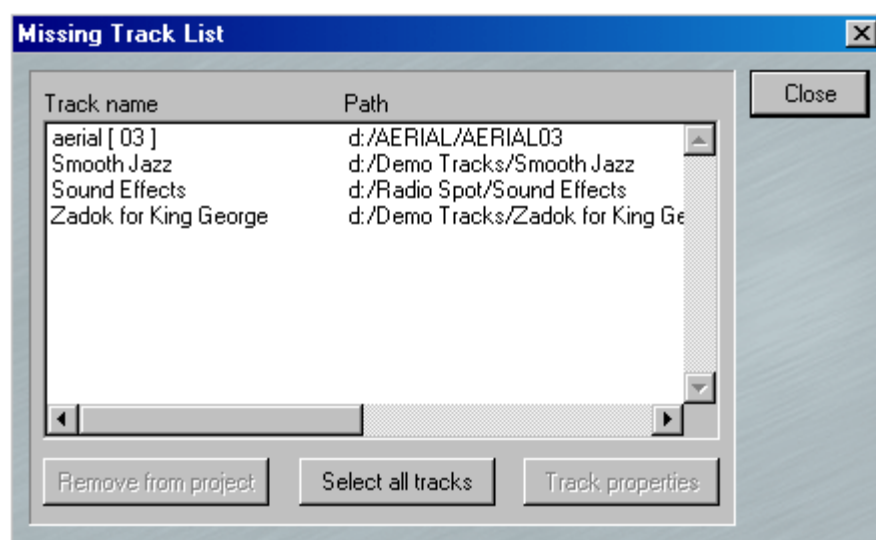 Missing Track List
Close
Track name Path
aerial [ 03 ] d:/AERIAL/AERIAL03
Smooth Jazz d:/Demo Tracks/Smooth Jazz
Sound Effects d:/Radio Spot/Sound Effects
Zadok for King George d:/Demo Tracks/Zadok for King Ge
Remove from project Select all tracks Track properties